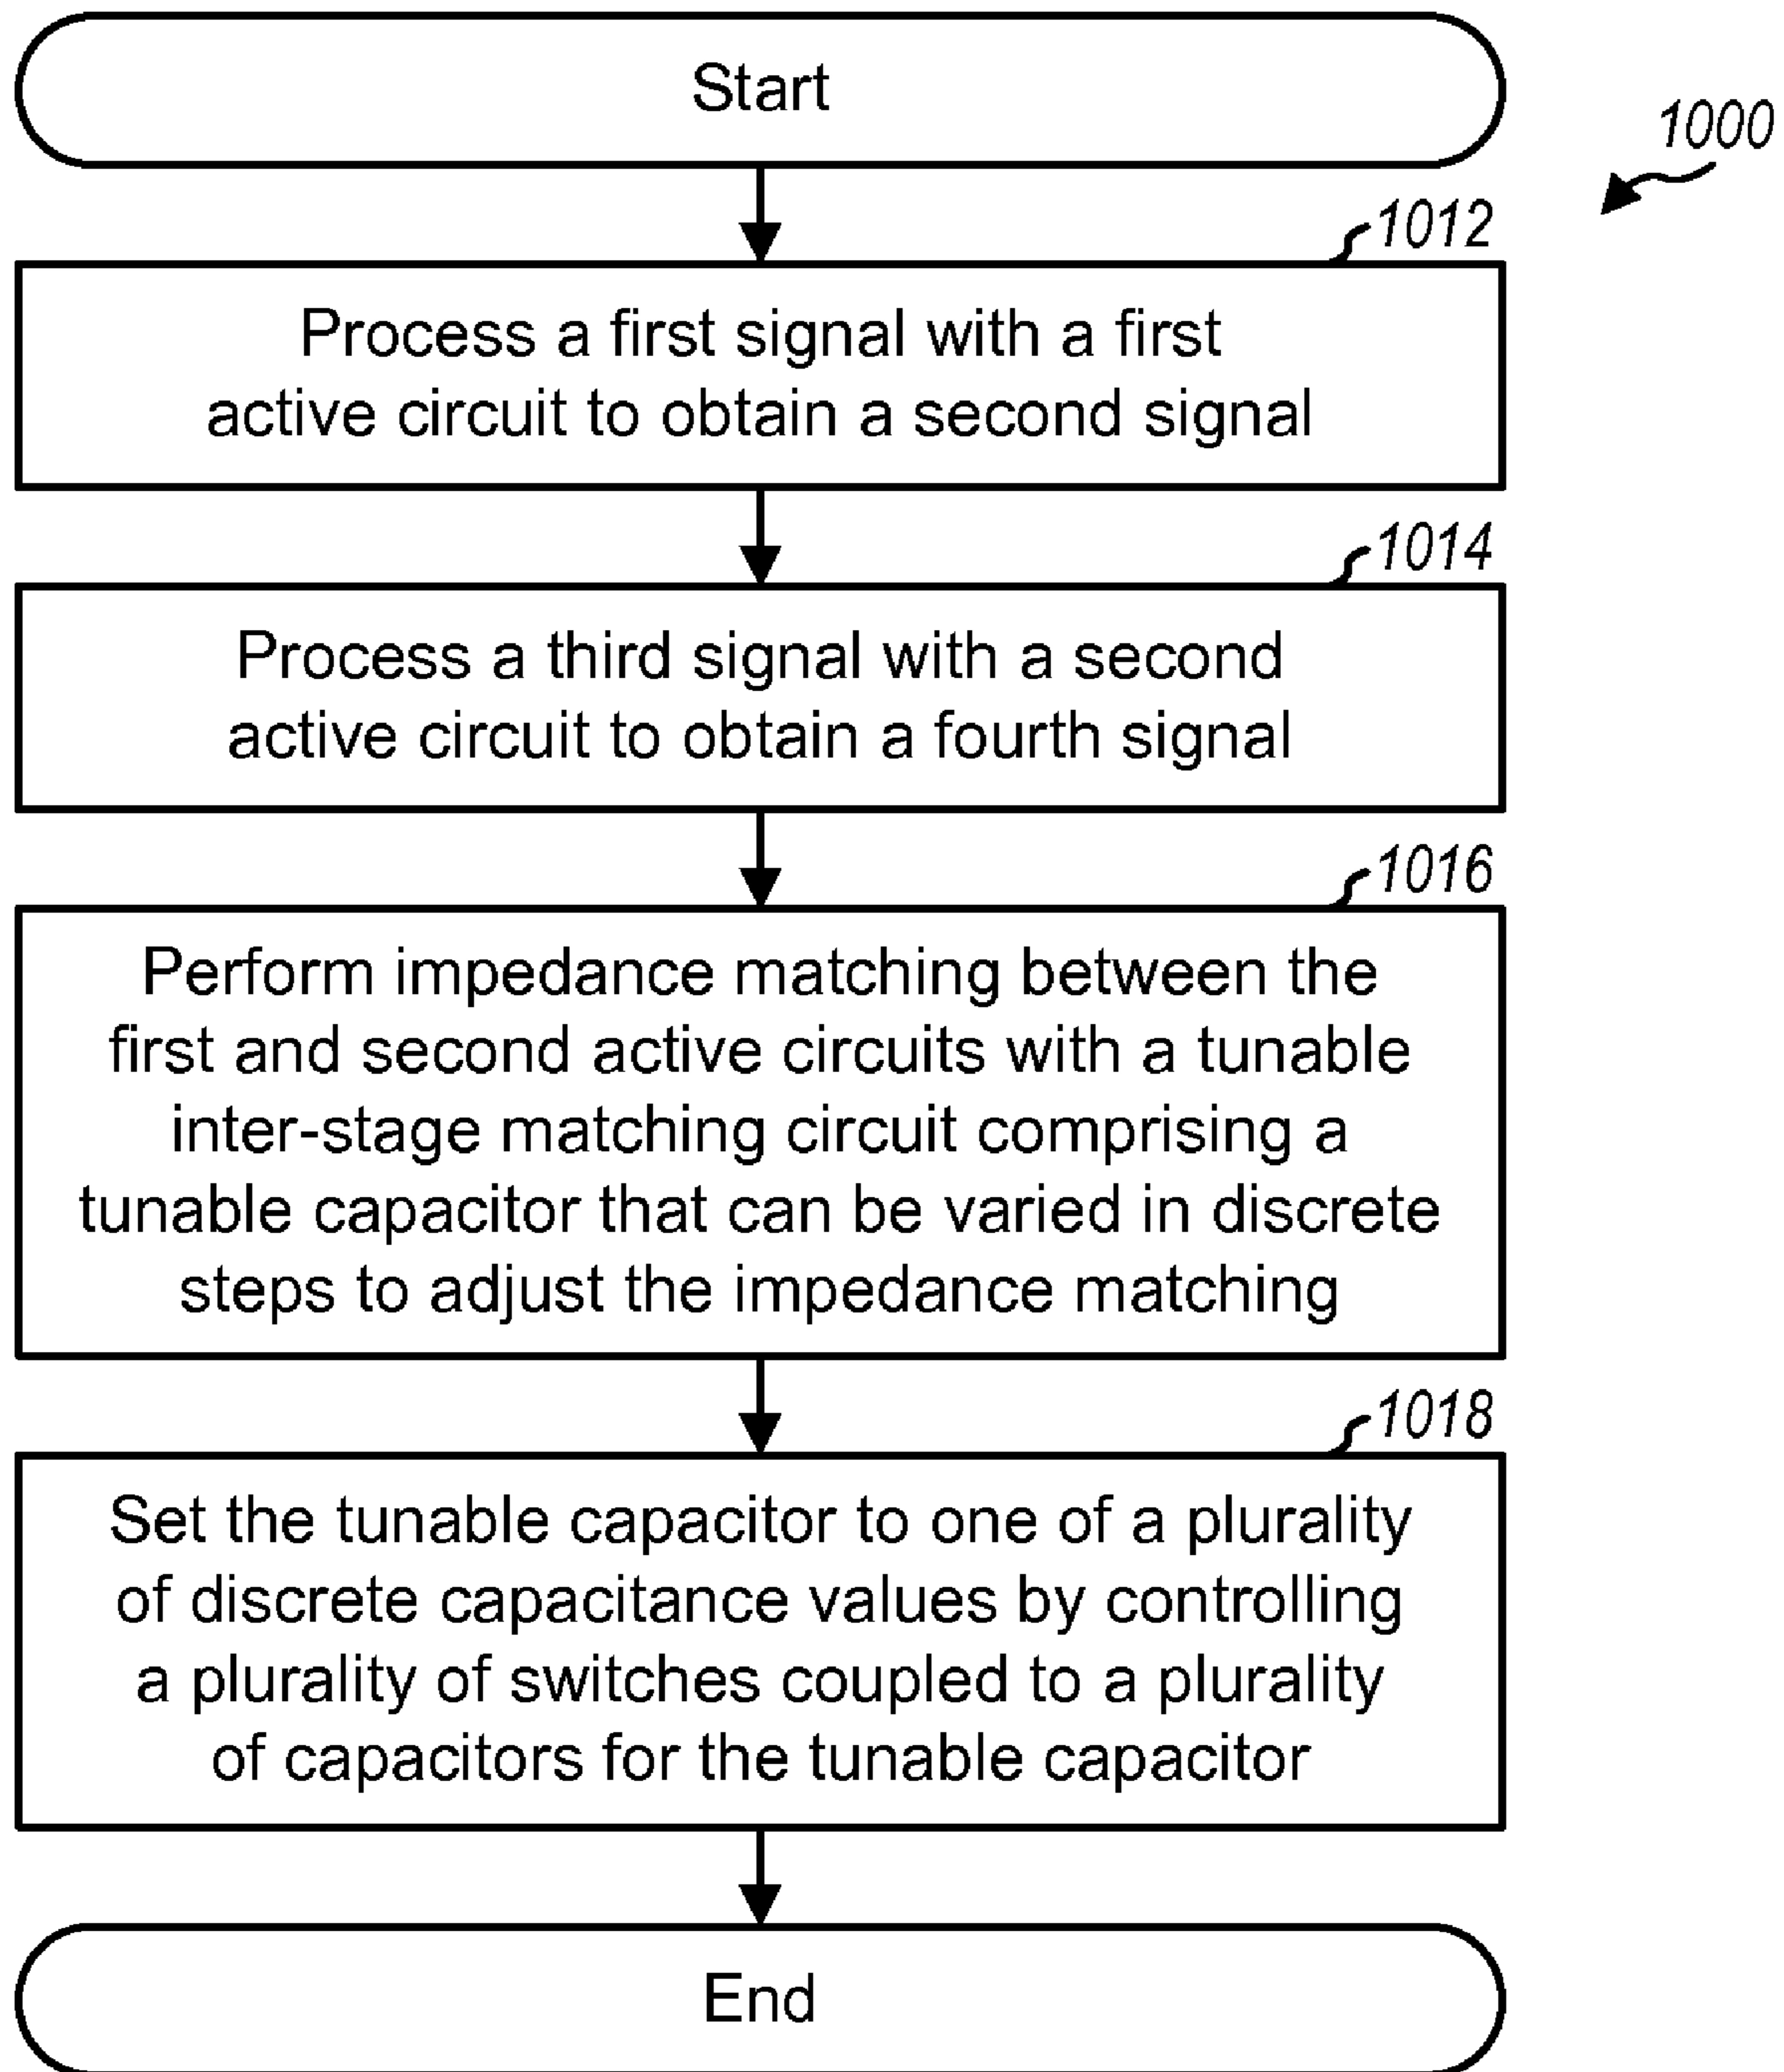 Start
1000
1012
Process a first signal with a first
active circuit to obtain a second signal
1014
Process a third signal with a second
active circuit to obtain a fourth signal
1016
Perform impedance matching between the
first and second active circuits with a tunable
inter-stage matching circuit comprising a
tunable capacitor that can be varied in discrete
steps to adjust the impedance matching
1018
Set the tunable capacitor to one of a plurality
of discrete capacitance values by controlling
a plurality of switches coupled to a plurality
of capacitors for the tunable capacitor
End